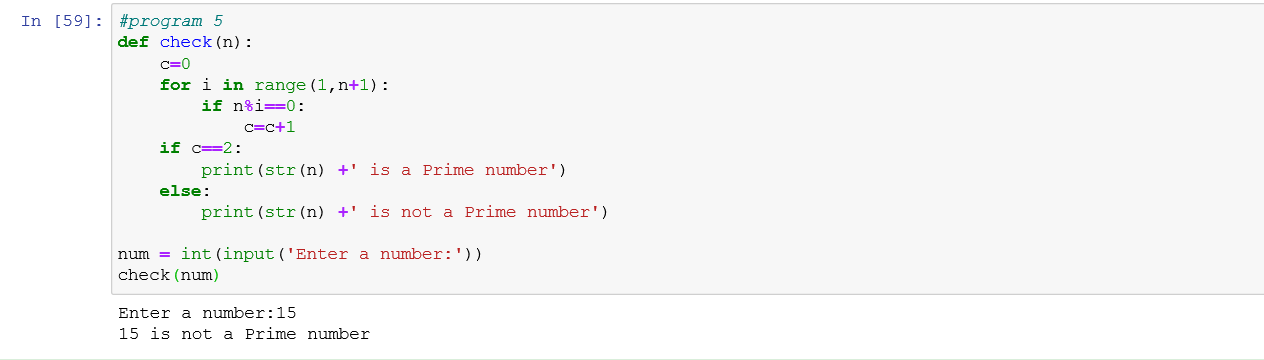 In [59]: #program 5
def check(n):
    c=0
    for i in range(1,n+1):
        if n%i==0:
            c=c+1
    if c==2:
        print(str(n) +' is a Prime number')
    else:
        print(str(n) +' is not a Prime number')
num = int(input('Enter a number:'))
check(num)
Enter a number:15
15 is not a Prime number